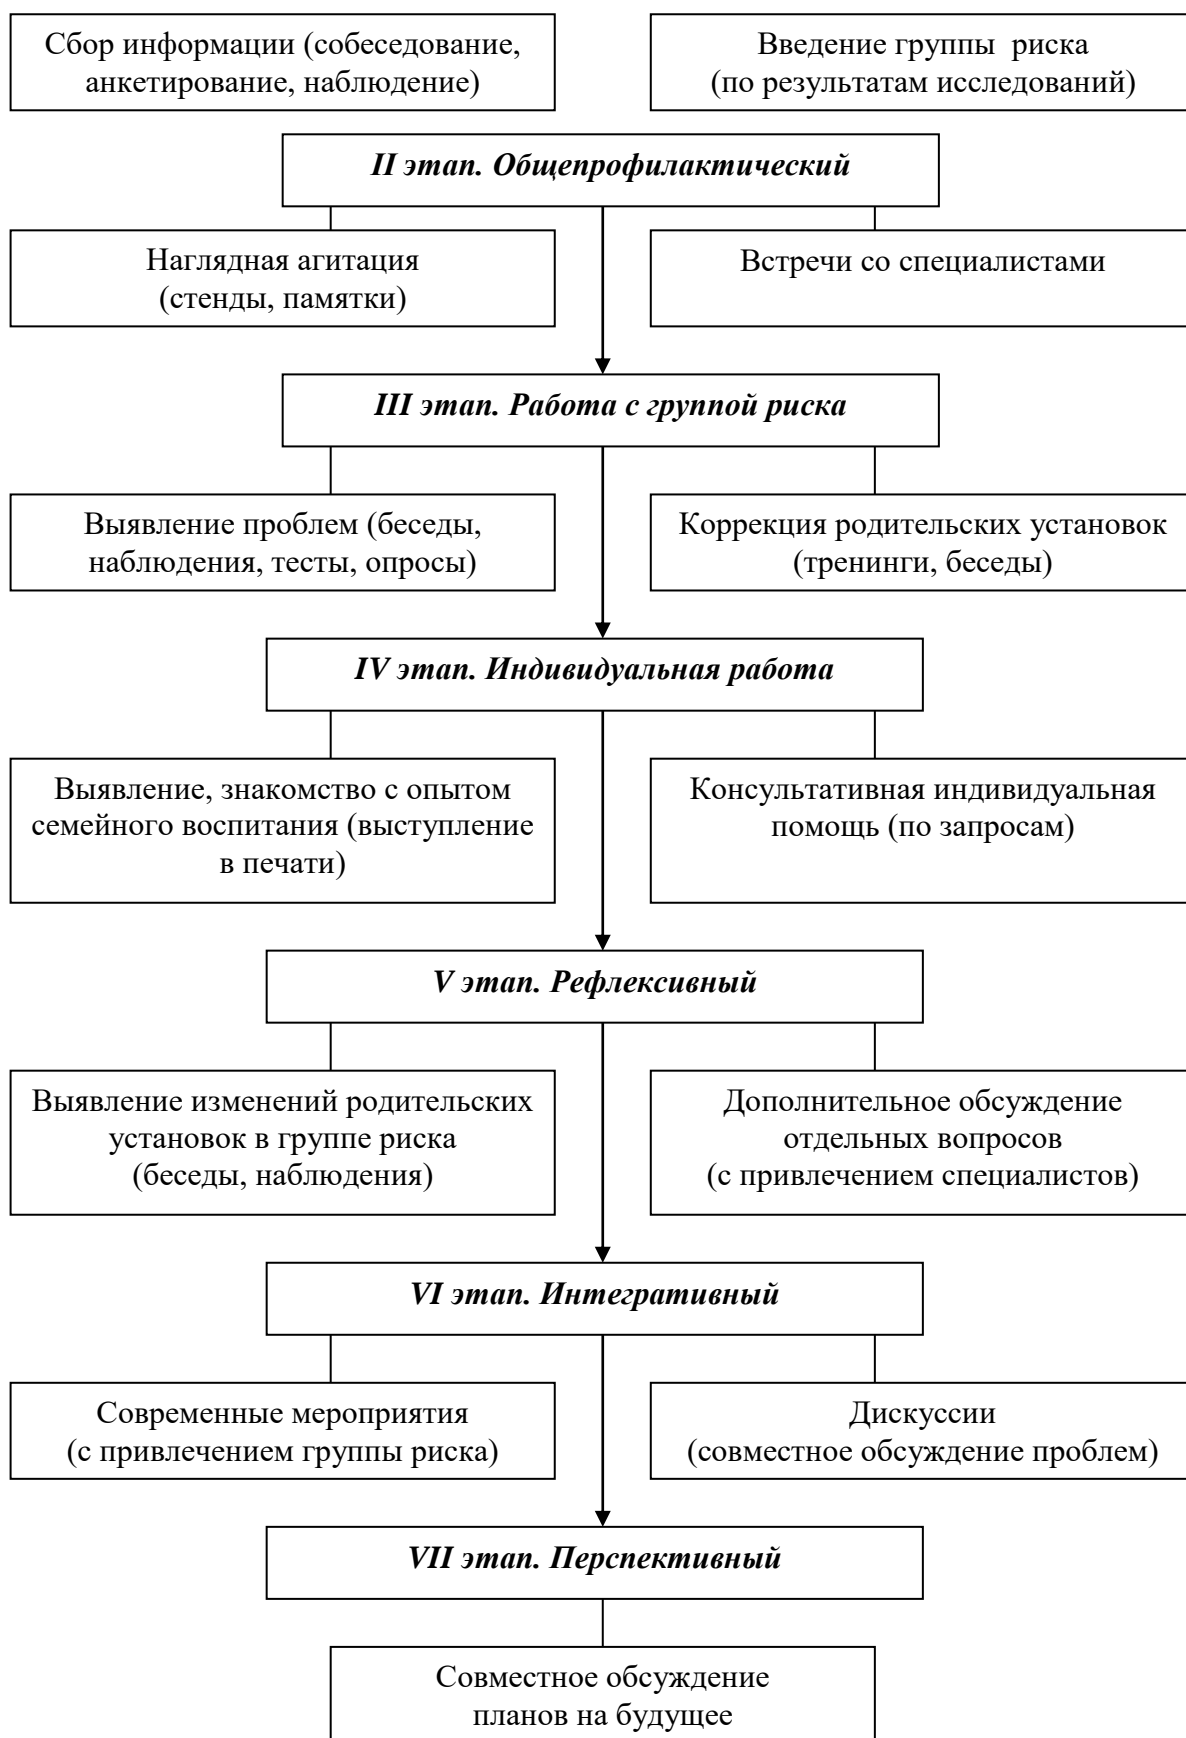 Сбор информации (собеседование,
анкетирование, наблюдение)
Введение группы риска
(по результатам исследований)
II этап. Общепрофилактический
Наглядная агитация
(стенды, памятки)
Встречи со специалистами
III этап. Работа с группой риска
Выявление проблем (беседы,
наблюдения, тесты, опросы)
Коррекция родительских установок
(тренинги, беседы)
IV этап. Индивидуальная работа
Выявление, знакомство с опытом
семейного воспитания (выступление
в печати)
Консультативная индивидуальная
помощь (по запросам)
V этап. Рефлексивный
Выявление изменений родительских
установок в группе риска
(беседы, наблюдения)
Дополнительное обсуждение
отдельных вопросов
(с привлечением специалистов)
VI этап. Интегративный
Современные мероприятия
(с привлечением группы риска)
Дискуссии
(совместное обсуждение проблем)
VII этап. Перспективный
Совместное обсуждение
планов на будущее